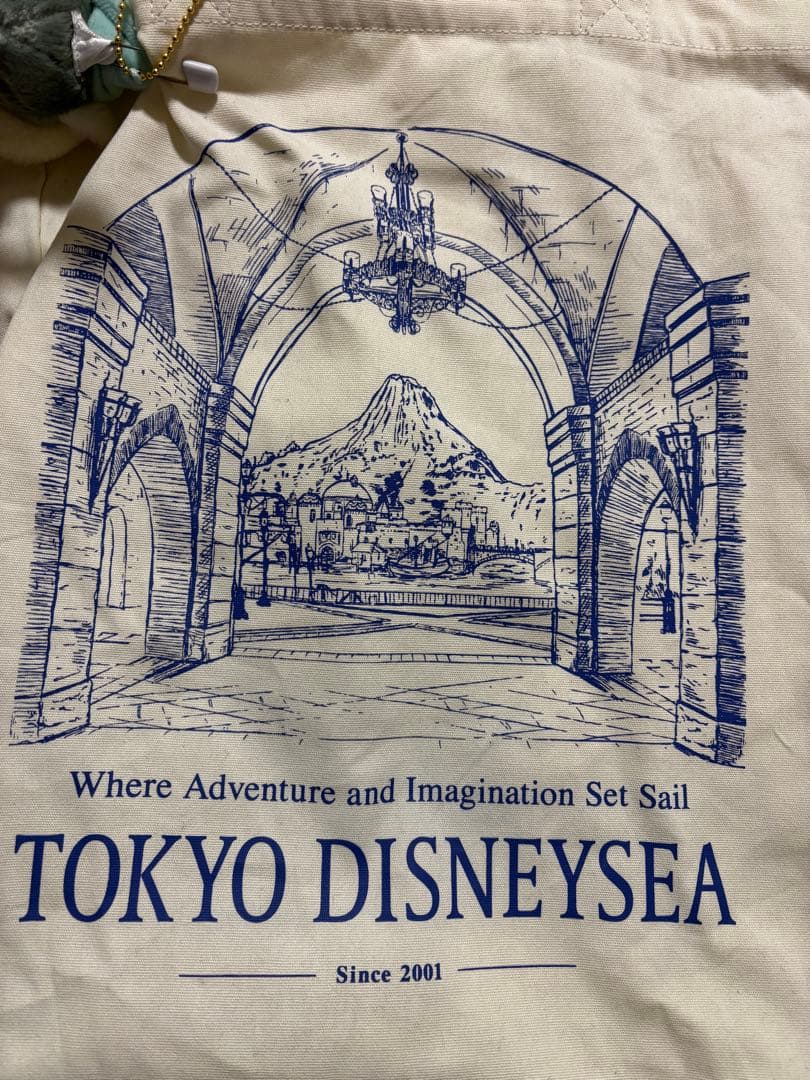 Where Adventure and Imagination Set Sail
TOKYO DISNEYSEA
Since 2001